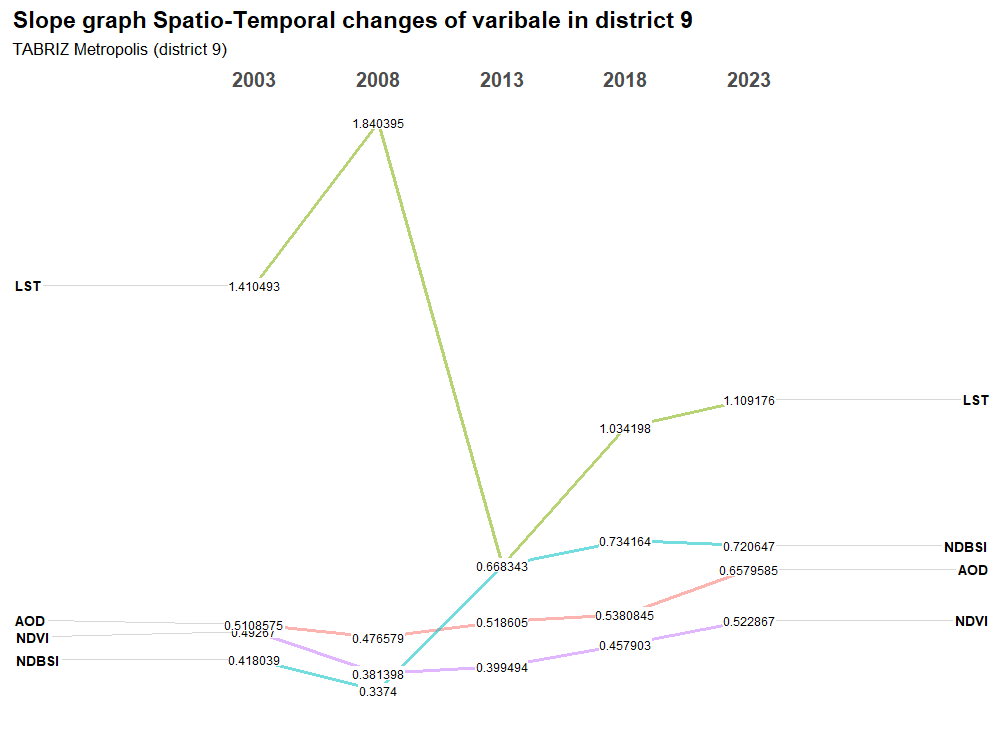 Slope graph Spatio-Temporal changes of varibale in district 9
TABRIZ Metropolis (district 9)
2003 2008 2013 2018 2023
1.840395
LST 1.410493
1.109176 LST
1.034198
0.734164
0.720647 NDBSI
0.668343
0.6579585 AOD
AOD 0.5108575
0.518605
0.5380845
0.522867 NDVI
NDVI 0.49267
0.476579
0.457903
NDBSI 0.418039
0.399494
0.381398
0.3374